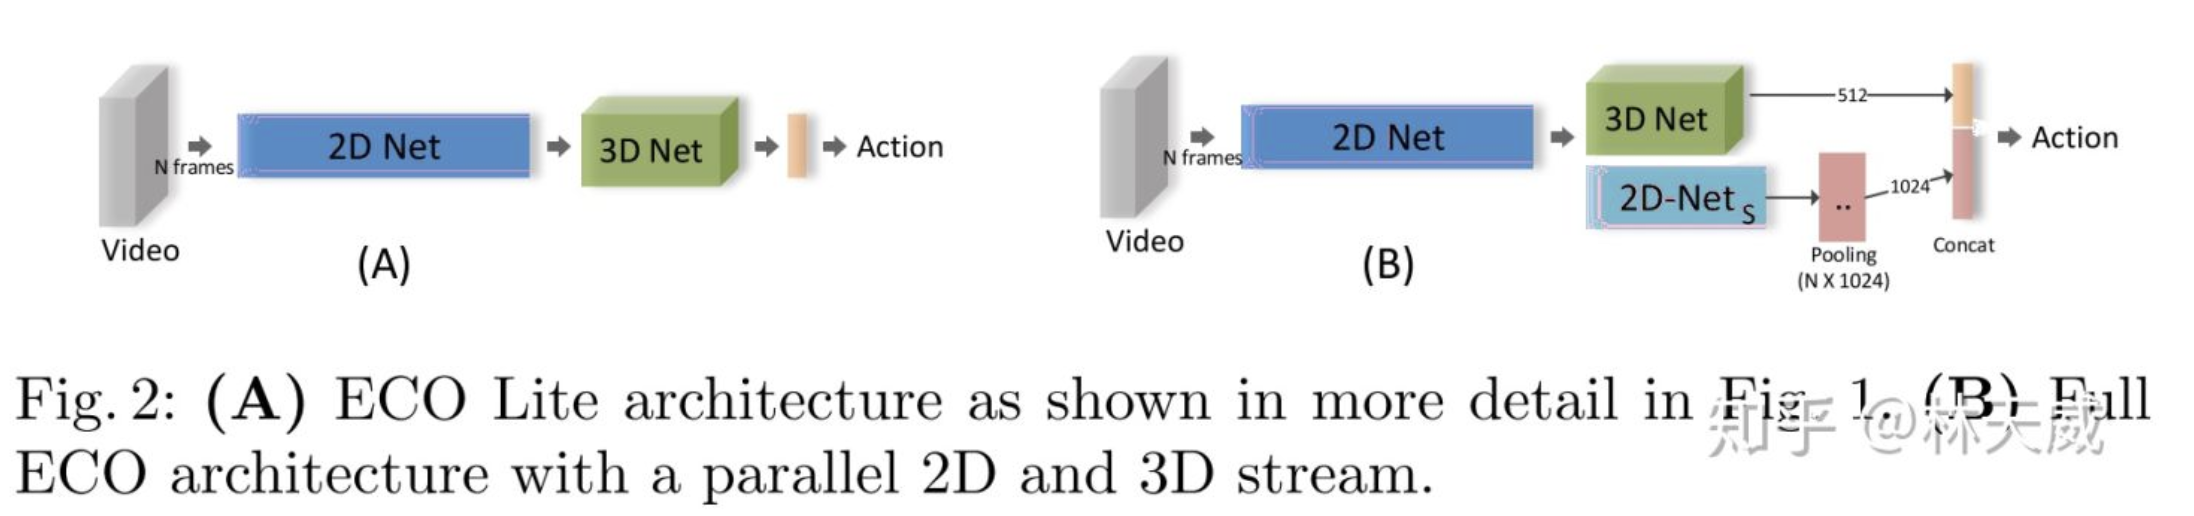 2D Net
3D Net
Action
N frames
Video
(A)
3D Net
512
2D Net
Action
N frames
2D-Net S
1024
..
Video
Pooling
Concat
(N X 1024)
(B)
Fig. 2: (A) ECO Lite architecture as shown in more detail in Fig. 1. (B) Full
ECO architecture with a parallel 2D and 3D stream.
知乎 @林天威